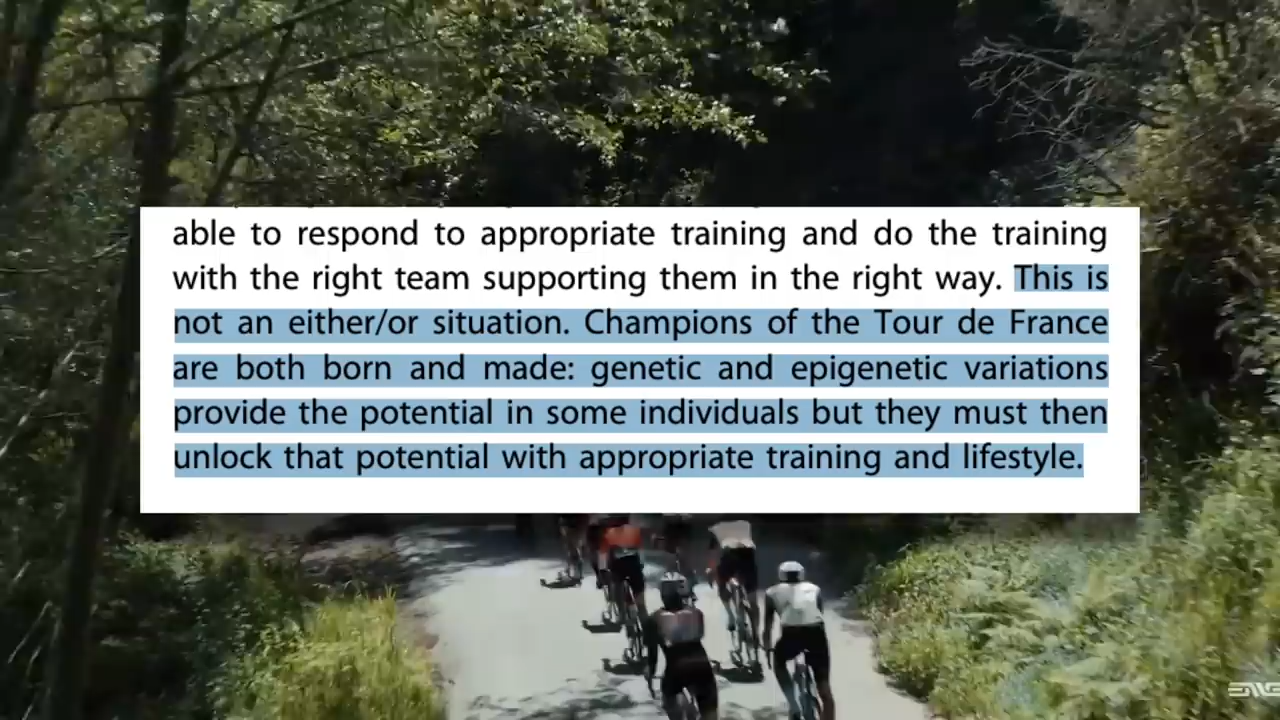 able to respond to appropriate training and do the training
with the right team supporting them in the right way. This is
not an either/or situation. Champions of the Tour de France
are both born and made: genetic and epigenetic variations
provide the potential in some individuals but they must then
unlock that potential with appropriate training and lifestyle.